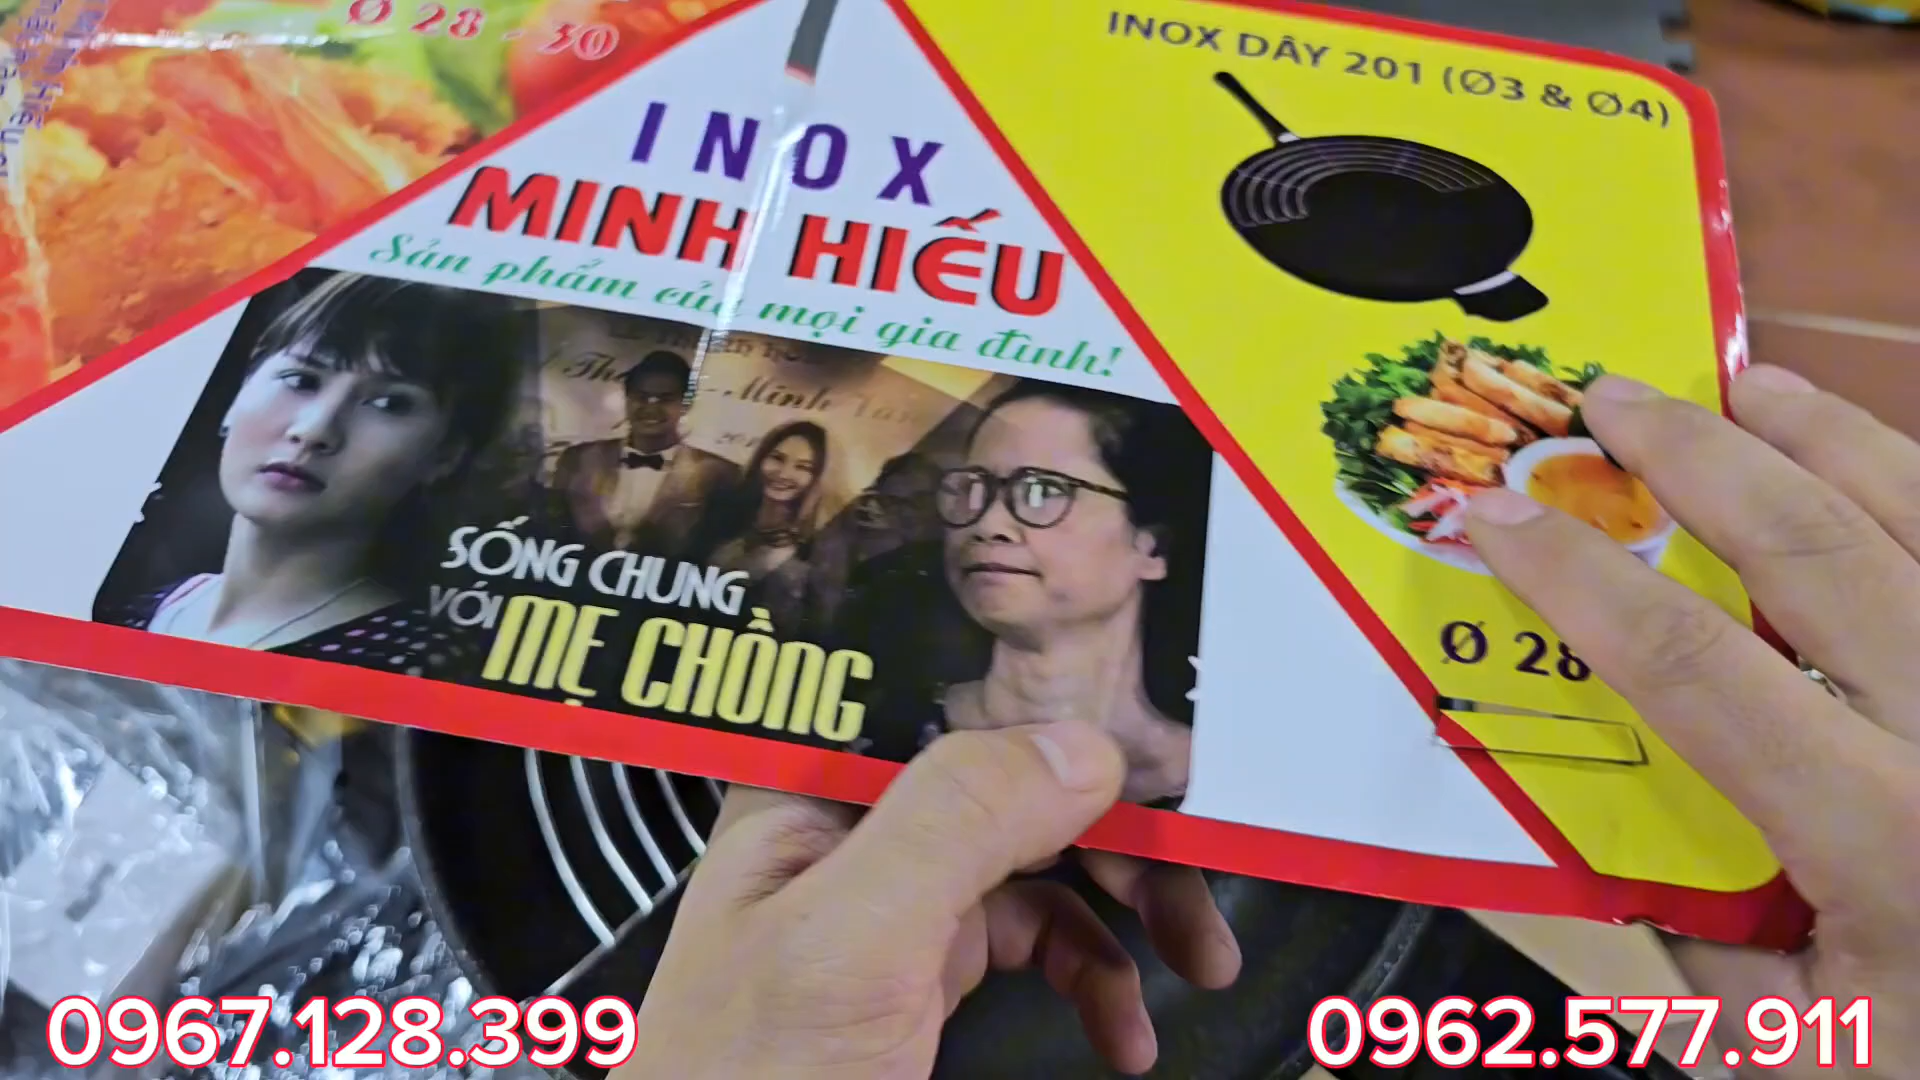 Ø 28 - 30
INOX DÂY 201 (Ø3 & Ø4)
INOX
MINH HIẾU
Sản phẩm của mọi gia đình!
Minh
SỐNG CHUNG
VỚI MẸ CHỒNG
Ø 28
0967.128.399
0962.577.911